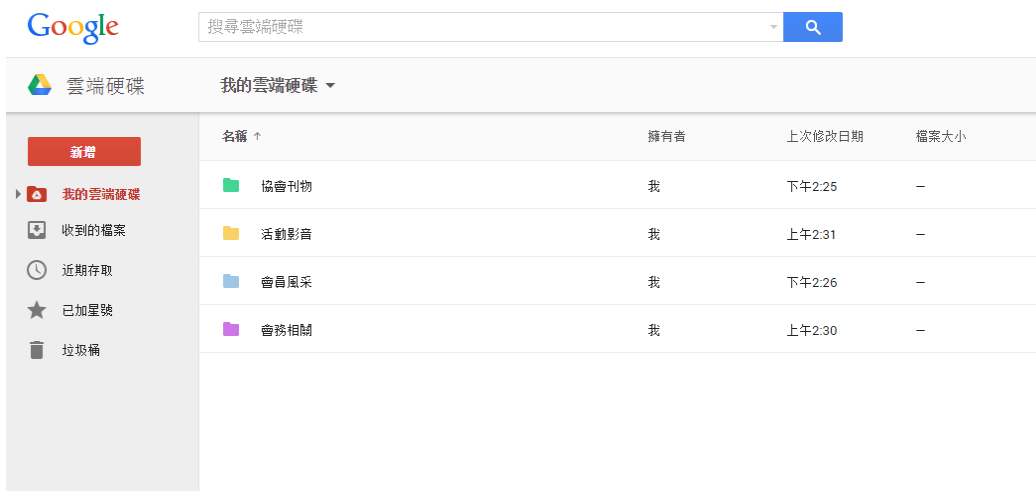 Google
搜尋雲端硬碟
雲端硬碟
我的雲端硬碟
新增
我的雲端硬碟
收到的檔案
近期存取
已加星號
垃圾桶
名稱 ↑ 擁有者 上次修改日期 檔案大小
協會刊物 我 下午2:25 —
活動影音 我 上午2:31 —
會員風采 我 下午2:26 —
會務相關 我 上午2:30 —